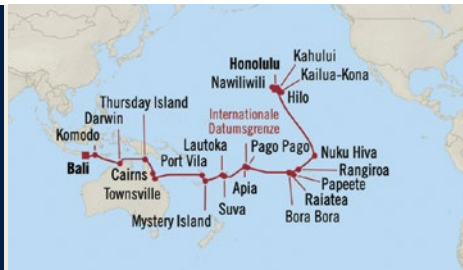 Honolulu
Kahului
Nawiliwili
Kailua-Kona
Hilo
Thursday Island
Darwin
Komodo
Bali
Internationale
Datumsgrenze
Lautoka
Pago Pago
Port Vila
Cairns
Townsville
Apia
Suva
Mystery Island
Nuku Hiva
Rangiroa
Papeete
Raiatea
Bora Bora